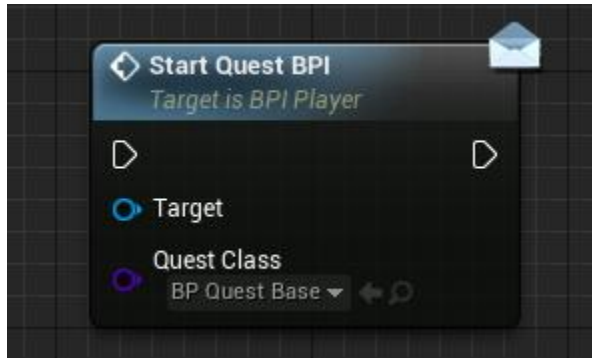 Start Quest BPI
Target is BPI Player
Target
Quest Class
BP Quest Base